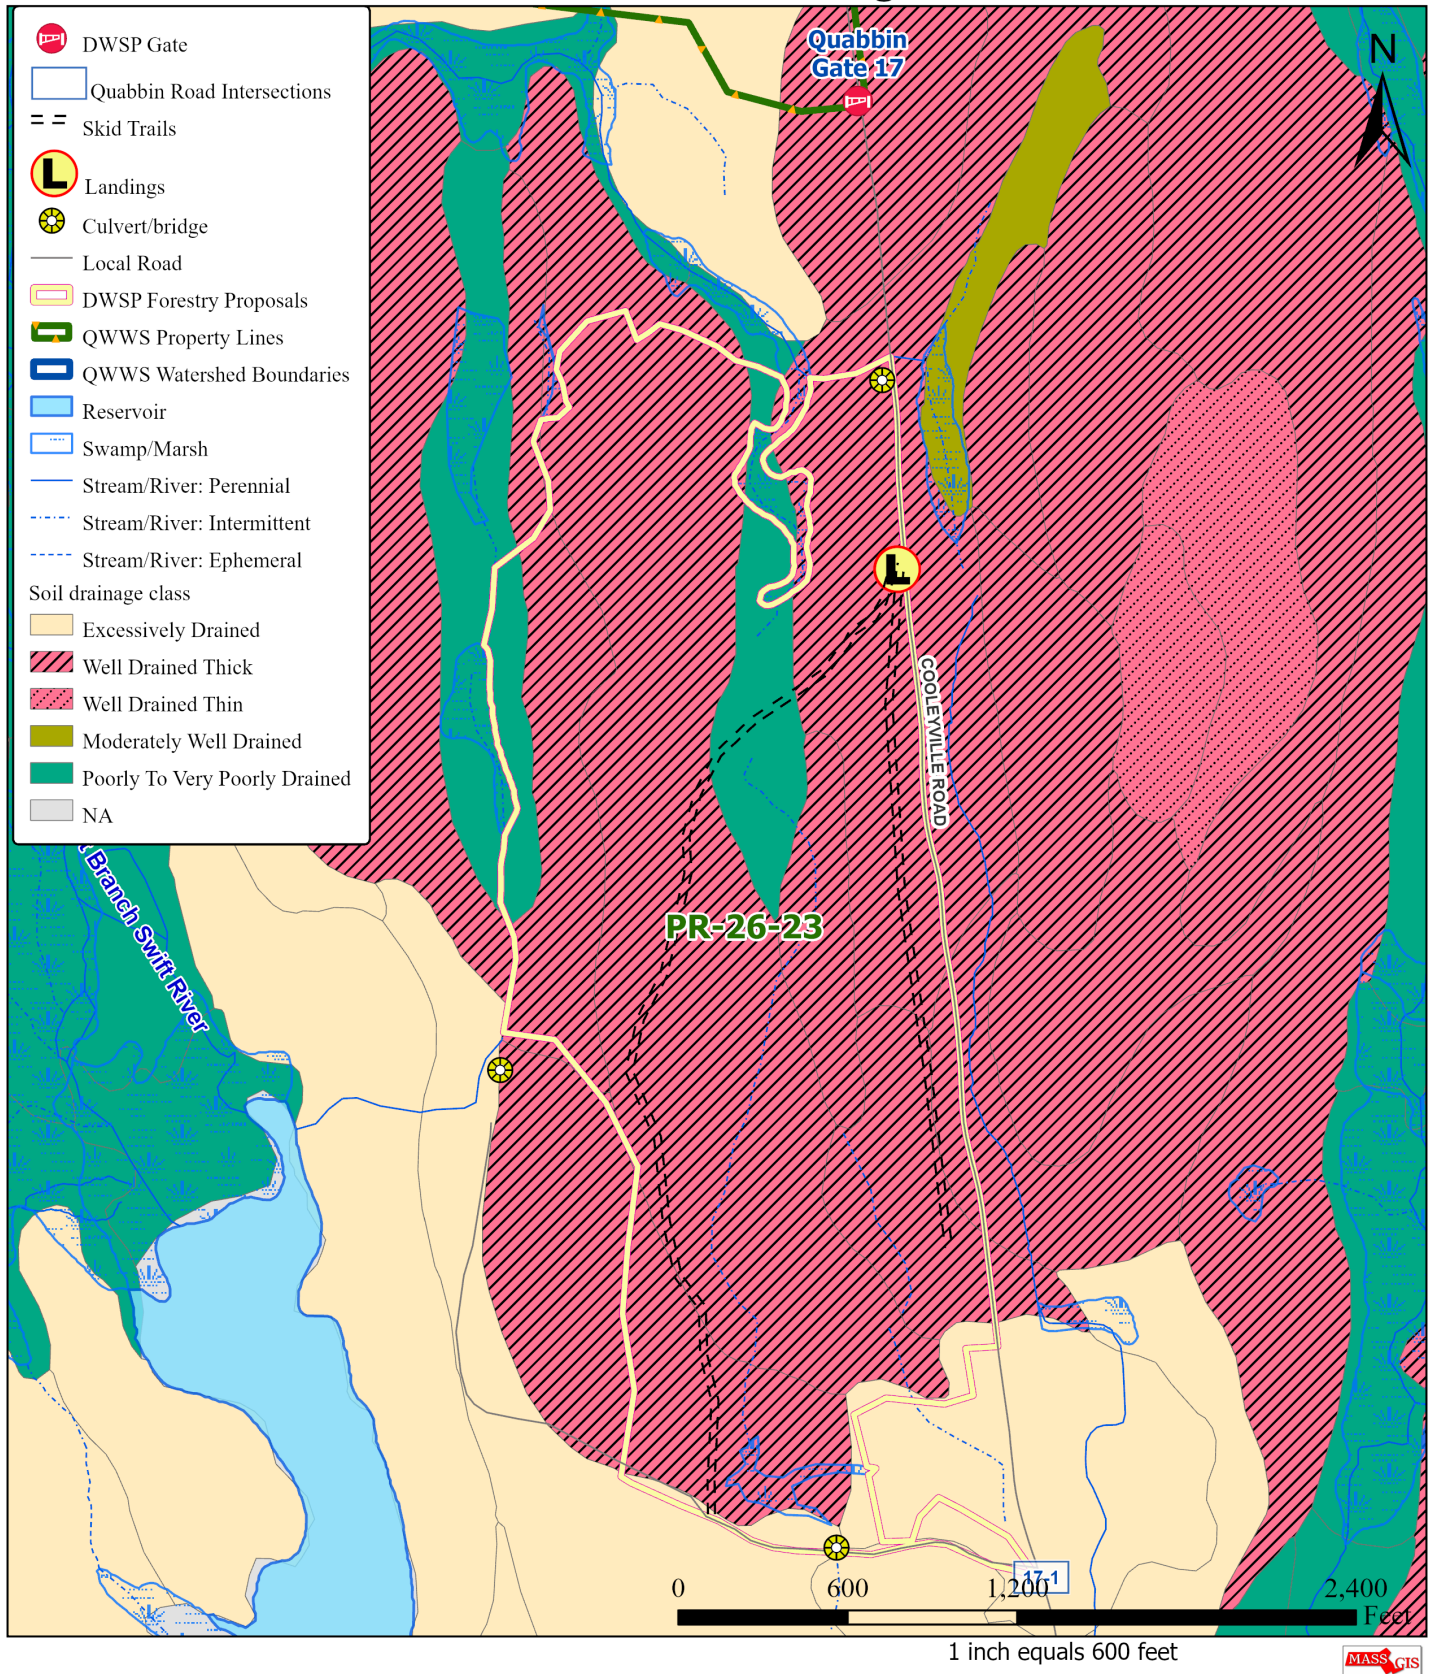 DWSP Gate
Quabbin Road Intersections
Skid Trails
L
Landings
Culvert/bridge
Local Road
DWSP Forestry Proposals
QWWS Property Lines
QWWS Watershed Boundaries
Reservoir
Swamp/Marsh
Stream/River: Perennial
Stream/River: Intermittent
Stream/River: Ephemeral
Soil drainage class
Excessively Drained
Well Drained Thick
Well Drained Thin
Moderately Well Drained
Poorly To Very Poorly Drained
NA
Quabbin
Gate 17
N
L
COOLEYVILLE ROAD
PR-26-23
Branch Swift River
17-1
0 600 1,200 2,400
Feet
1 inch equals 600 feet
MASS GIS